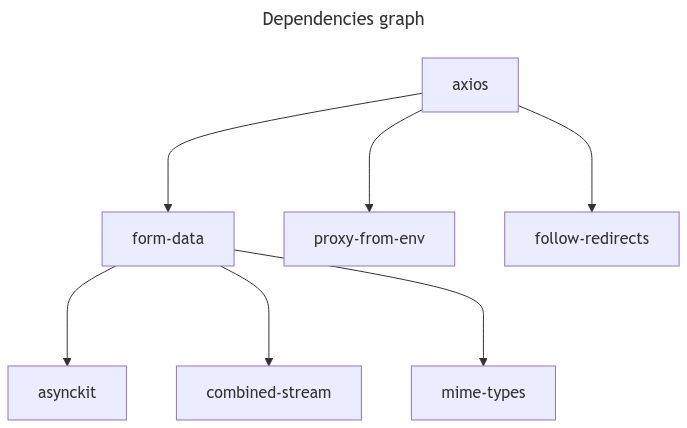 Dependencies graph
axios
form-data
proxy-from-env
follow-redirects
asynckit
combined-stream
mime-types